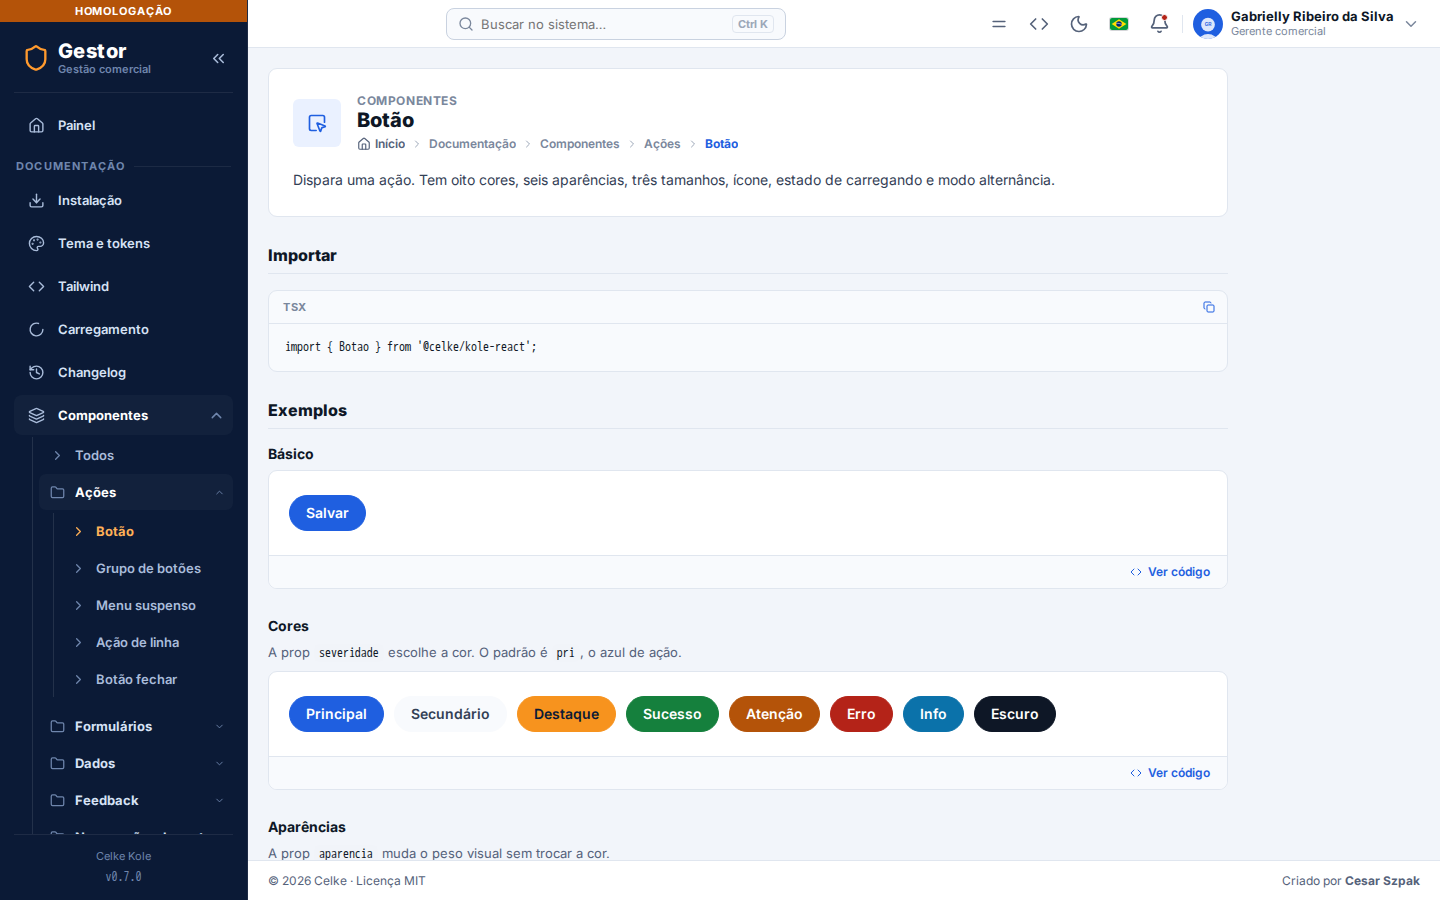 HOMOLOGAÇÃO
Gestor
Gestão comercial
Painel
DOCUMENTAÇÃO
Instalação
Tema e tokens
Tailwind
Carregamento
Changelog
Componentes
Todos
Ações
Botão
Grupo de botões
Menu suspenso
Ação de linha
Botão fechar
Formulários
Dados
Feedback
Celke Kole
v0.7.0
Buscar no sistema...
Ctrl K
Gabrielly Ribeiro da Silva
Gerente comercial
COMPONENTES
Botão
Início Documentação Componentes Ações Botão
Dispara uma ação. Tem oito cores, seis aparências, três tamanhos, ícone, estado de carregando e modo alternância.
Importar
TSX
import { Botao } from '@celke/kole-react';
Exemplos
Básico
Salvar
Ver código
Cores
A prop severidade escolhe a cor. O padrão é pri , o azul de ação.
Principal Secundário Destaque Sucesso Atenção Erro Info Escuro
Ver código
Aparências
A prop aparencia muda o peso visual sem trocar a cor.
© 2026 Celke · Licença MIT
Criado por Cesar Szpak